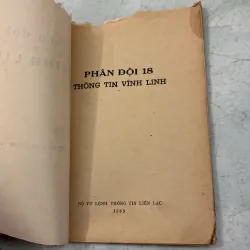 PHÂN ĐỘI 18
THÔNG TIN VĨNH LINH
BỘ TƯ LỆNH THÔNG TIN LIÊN LẠC